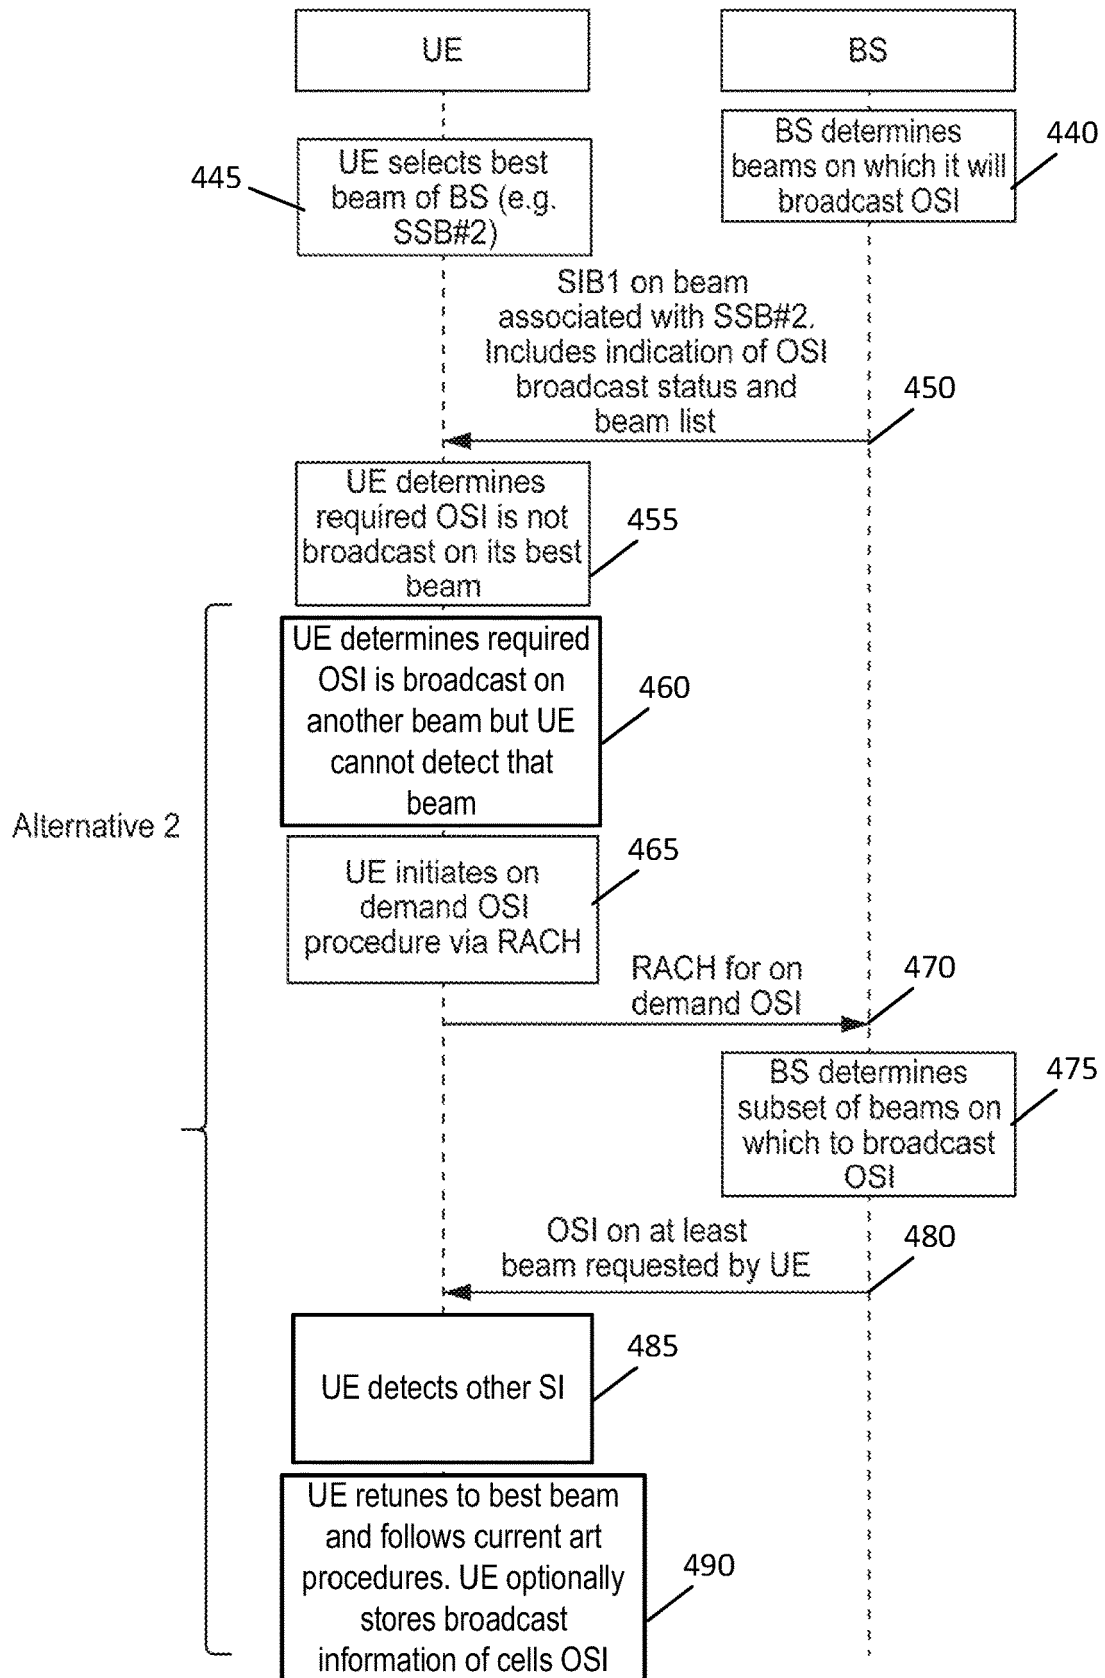 UE
BS
BS determines
beams on which it will
broadcast OSI
440
445
UE selects best
beam of BS (e.g.
SSB#2)
SIB1 on beam
associated with SSB#2.
Includes indication of OSI
broadcast status and
beam list
450
UE determines
required OSI is not
broadcast on its best
beam
455
Alternative 2
UE determines required
OSI is broadcast on
another beam but UE
cannot detect that
beam
460
UE initiates on
demand OSI
procedure via RACH
465
RACH for on
demand OSI
470
BS determines
subset of beams on
which to broadcast
OSI
475
OSI on at least
beam requested by UE
480
UE detects other SI
485
UE retunes to best beam
and follows current art
procedures. UE optionally
stores broadcast
information of cells OSI
490